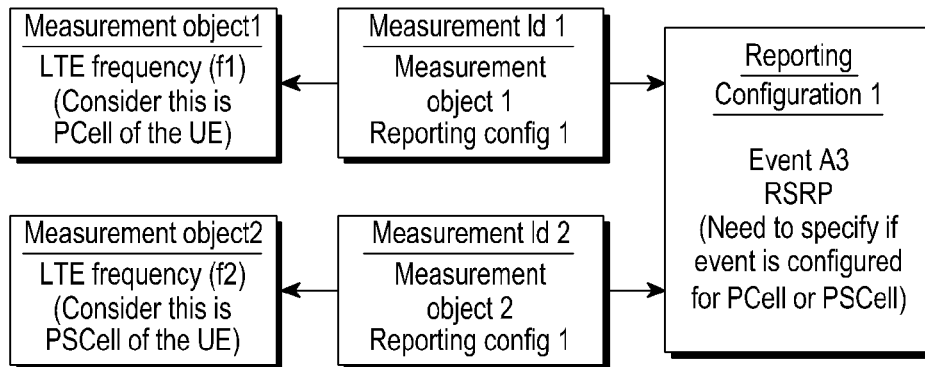 Measurement object1
LTE frequency (f1)
(Consider this is
PCell of the UE)
Measurement Id 1
Measurement
object 1
Reporting config 1
Measurement object2
LTE frequency (f2)
(Consider this is
PSCell of the UE)
Measurement Id 2
Measurement
object 2
Reporting config 1
Reporting
Configuration 1
Event A3
RSRP
(Need to specify if
event is configured
for PCell or PSCell)